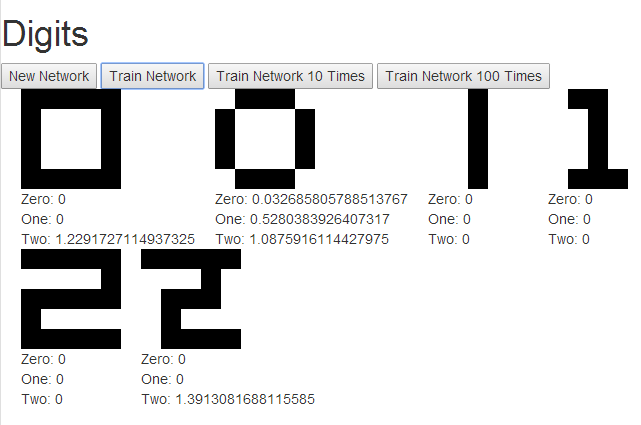 Digits
New Network Train Network Train Network 10 Times Train Network 100 Times
Zero: 0 Zero: 0.032685805788513767 Zero: 0 Zero: 0
One: 0 One: 0.5280383926407317 One: 0 One: 0
Two: 1.2291727114937325 Two: 1.0875916114427975 Two: 0 Two: 0
Zero: 0 Zero: 0
One: 0 One: 0
Two: 0 Two: 1.3913081688115585